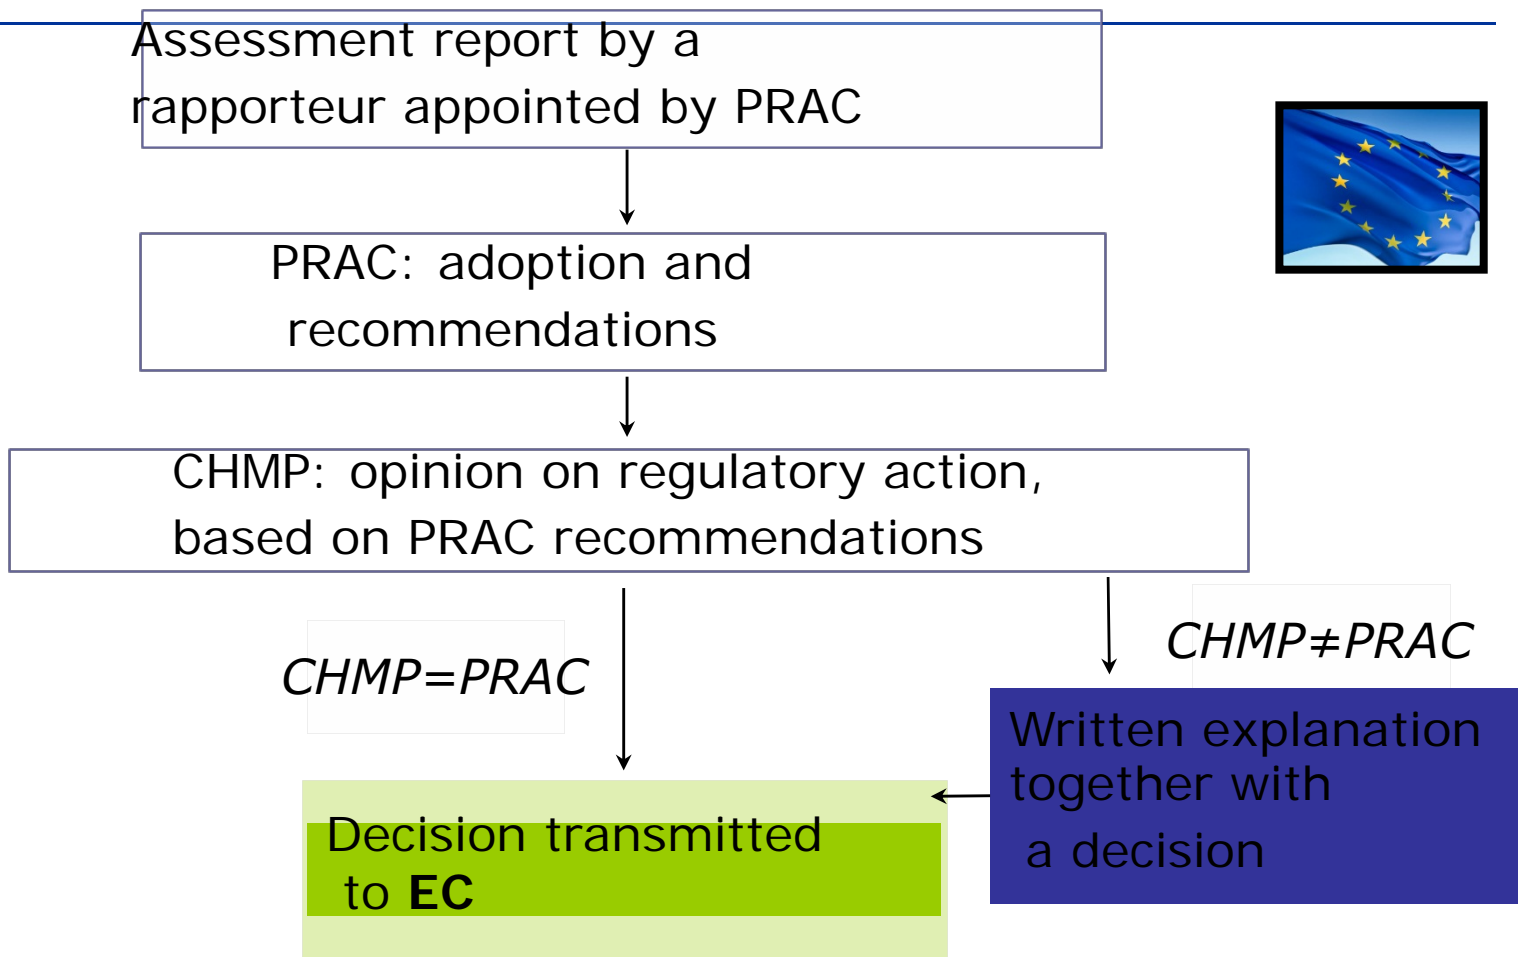 Assessment report by a
rapporteur appointed by PRAC
PRAC: adoption and
recommendations
CHMP: opinion on regulatory action,
based on PRAC recommendations
CHMP=PRAC
CHMP≠PRAC
Written explanation
together with
a decision
Decision transmitted
to EC